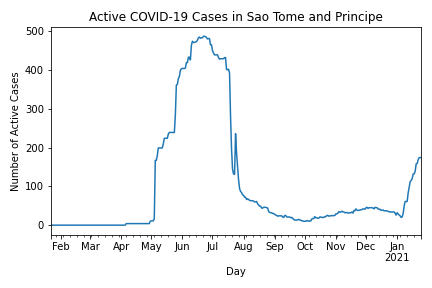 Active COVID-19 Cases in Sao Tome and Principe
Number of Active Cases
500
400
300
200
100
0
Feb Mar Apr May Jun Jul Aug Sep Oct Nov Dec Jan
2021
Day